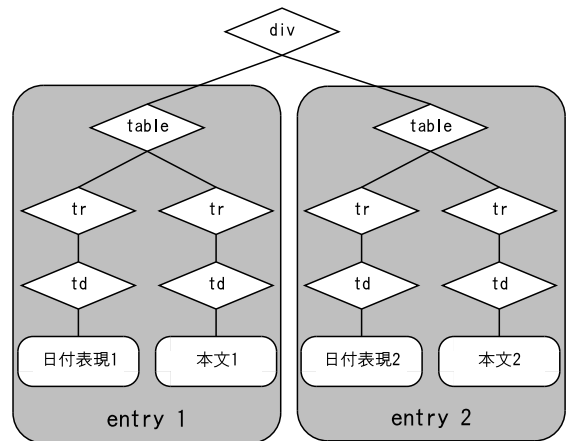 div
table table
tr tr tr tr
td td td td
日付表現1 本文1 日付表現2 本文2
entry 1 entry 2